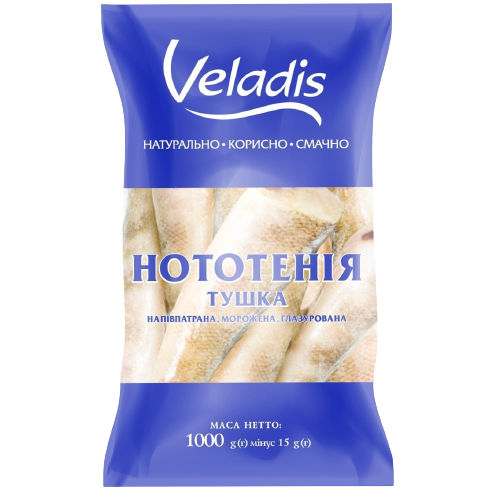 Veladis
НАТУРАЛЬНО • КОРИСНО • СМАЧНО
НОТОТЕНІЯ
ТУШКА
НАПІВПАТРАНА, МОРОЖЕНА, ГЛАЗУРОВАНА
МАСА НЕТТО:
1000 g (г) мінус 15 g (г)